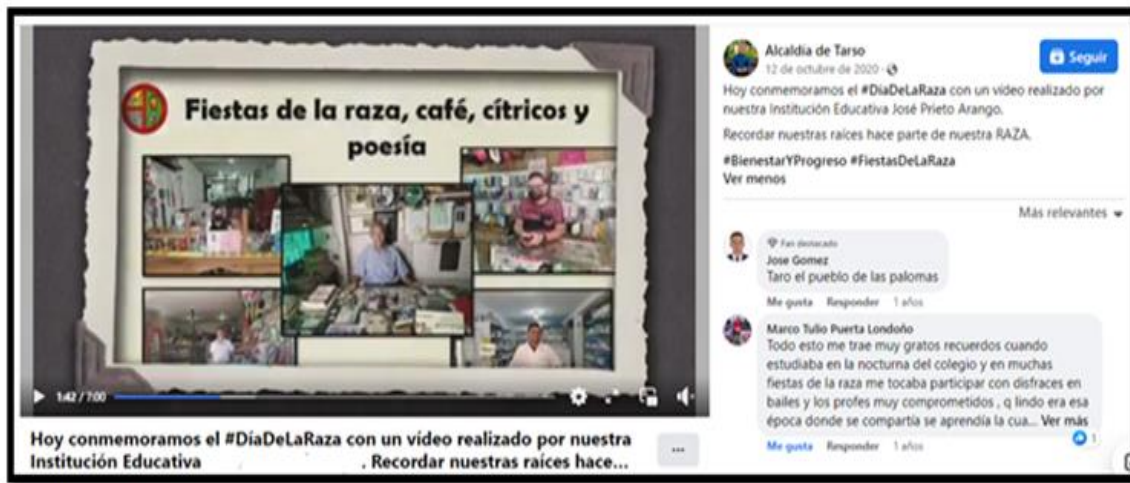 Fiestas de la raza, café, cítricos y
poesía
1:42 / 7:00
Hoy conmemoramos el #DíaDeLaRaza con un vídeo realizado por nuestra
Institución Educativa . Recordar nuestras raíces hace...
Alcaldía de Tarso
12 de octubre de 2020
Seguir
Hoy conmemoramos el #DíaDeLaRaza con un vídeo realizado por
nuestra Institución Educativa José Prieto Arango.
Recordar nuestras raíces hace parte de nuestra RAZA.
#BienestarYProgreso #FiestasDeLaRaza
Ver menos
Más relevantes
Fan destacado
Jose Gomez
Taro el pueblo de las palomas
Me gusta Responder 1 años
Marco Tulio Puerta Londoño
Todo esto me trae muy gratos recuerdos cuando
estudiaba en la nocturna del colegio y en muchas
fiestas de la raza me tocaba participar con disfraces en
bailes y los profes muy comprometidos , q lindo era esa
época donde se compartía se aprendía la cua... Ver más
Me gusta Responder 1 años
1